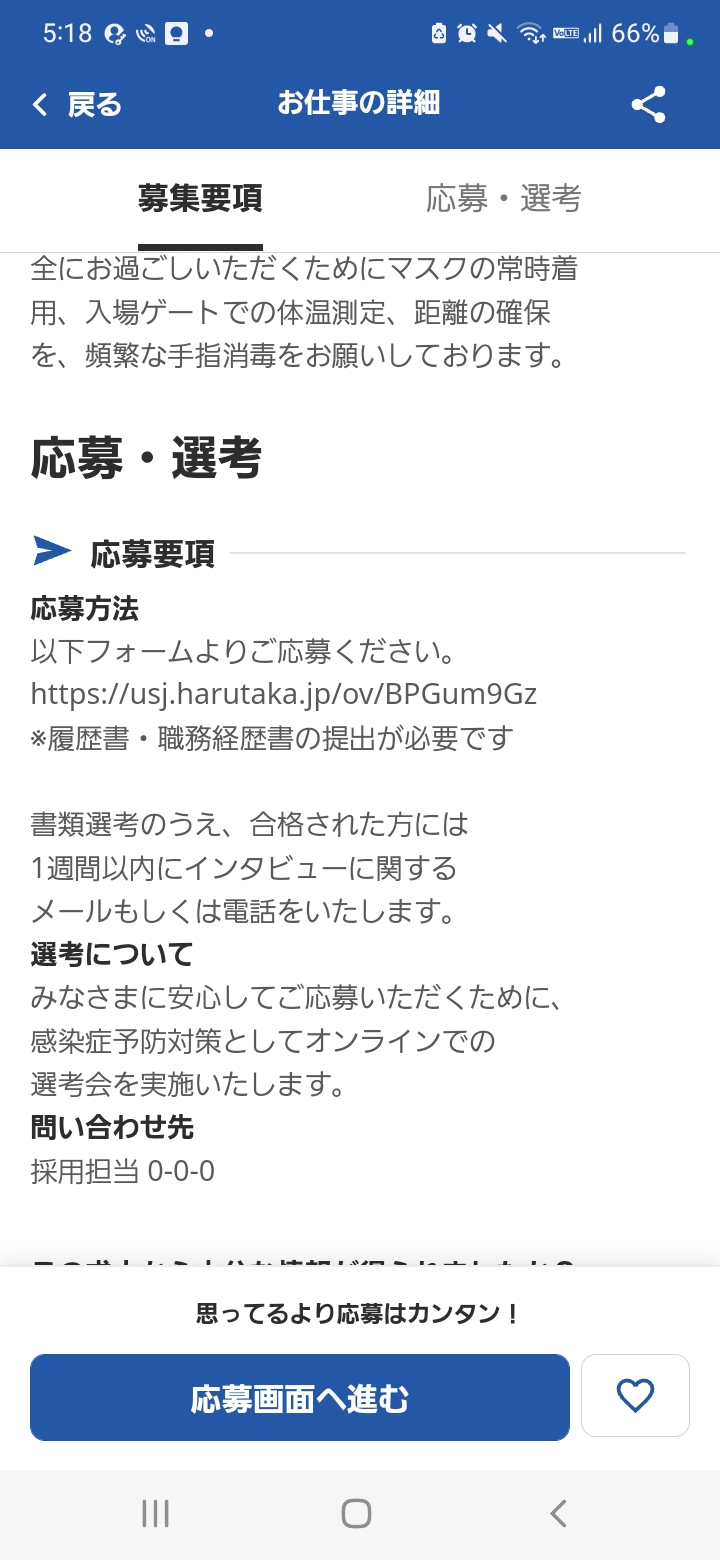 5:18
VoLTE
66%
戻る
お仕事の詳細
募集要項
応募・選考
全にお過ごしいただくためにマスクの常時着
用、入場ゲートでの体温測定、距離の確保
を、頻繁な手指消毒をお願いしております。
応募・選考
応募要項
応募方法
以下フォームよりご応募ください。
https://usj.harutaka.jp/ov/BPGum9Gz
※履歴書・職務経歴書の提出が必要です
書類選考のうえ、合格された方には
1週間以内にインタビューに関する
メールもしくは電話をいたします。
選考について
みなさまに安心してご応募いただくために、
感染症予防対策としてオンラインでの
選考会を実施いたします。
問い合わせ先
採用担当 0-0-0
思ってるより応募はカンタン！
応募画面へ進む